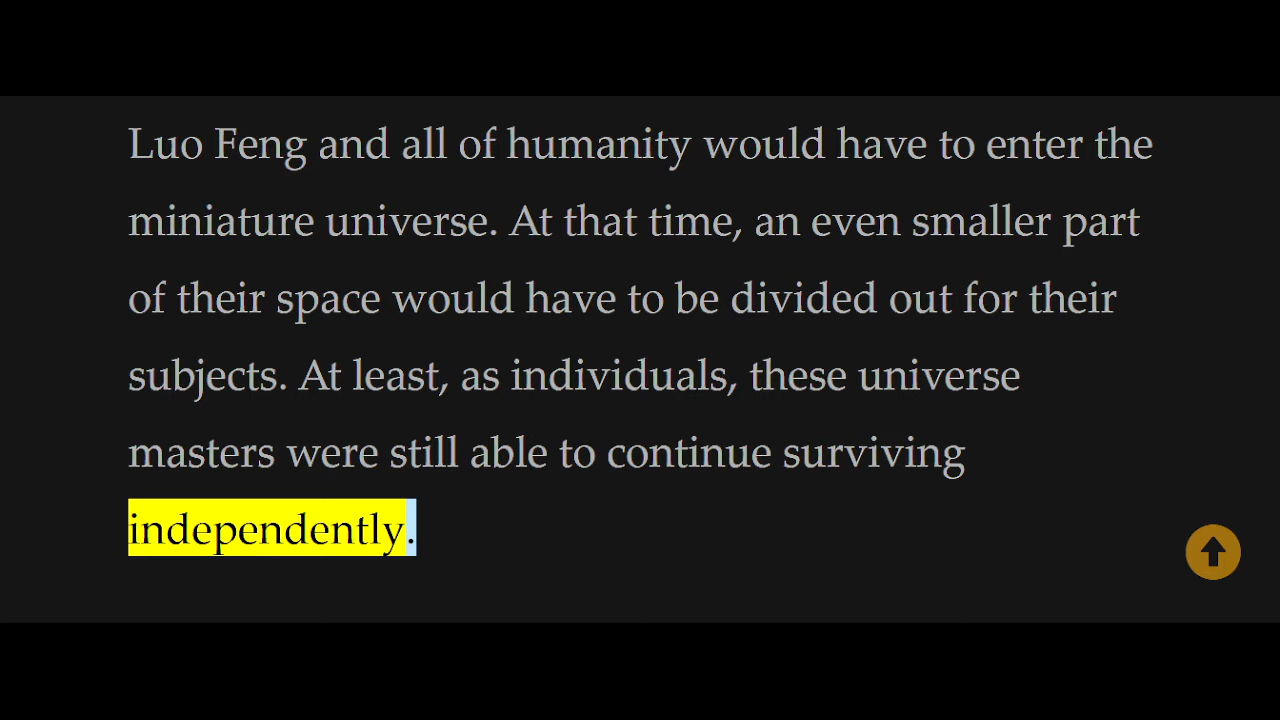 Luo Feng and all of humanity would have to enter the
miniature universe. At that time, an even smaller part
of their space would have to be divided out for their
subjects. At least, as individuals, these universe
masters were still able to continue surviving
independently.